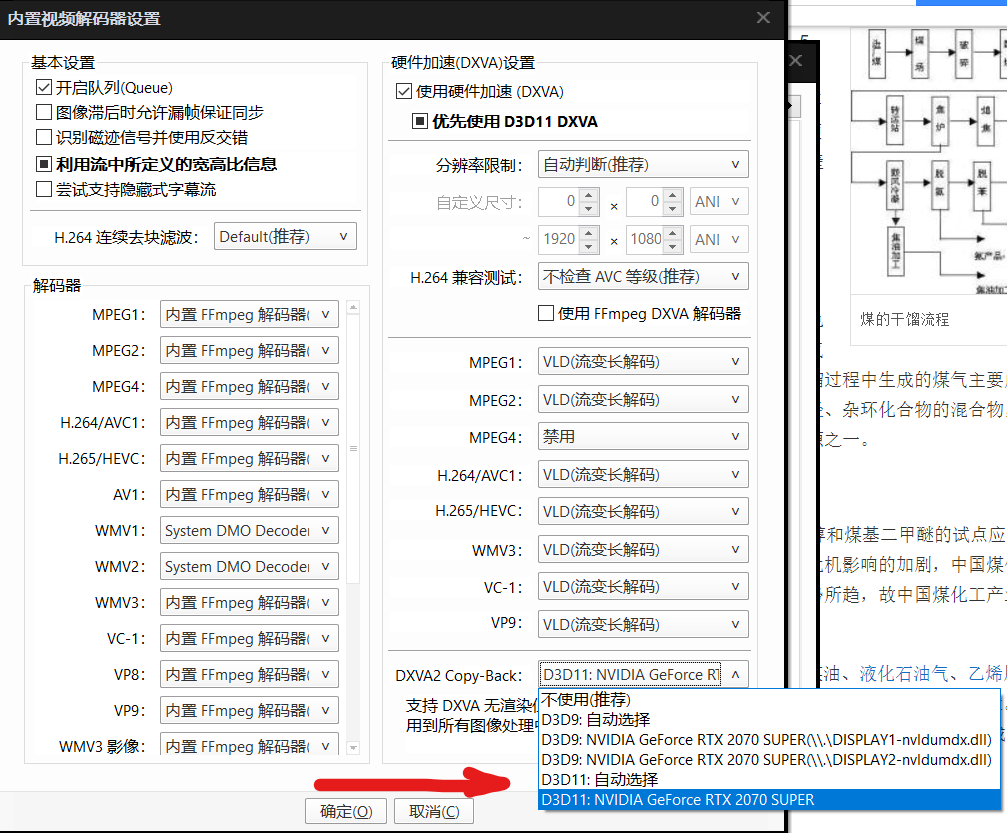 内置视频解码器设置
基本设置
开启队列(Queue)
图像滞后时允许漏帧保证同步
识别磁迹信号并使用反交错
利用流中所定义的宽高比信息
尝试支持隐藏式字幕流
H.264 连续去块滤波： Default(推荐)
解码器
MPEG1： 内置 FFmpeg 解码器(
MPEG2： 内置 FFmpeg 解码器(
MPEG4： 内置 FFmpeg 解码器(
H.264/AVC1： 内置 FFmpeg 解码器(
H.265/HEVC： 内置 FFmpeg 解码器(
AV1： 内置 FFmpeg 解码器(
WMV1： System DMO Decoder
WMV2： System DMO Decoder
WMV3： 内置 FFmpeg 解码器(
VC-1： 内置 FFmpeg 解码器(
VP8： 内置 FFmpeg 解码器(
VP9： 内置 FFmpeg 解码器(
WMV3 影像： 内置 FFmpeg 解码器(
硬件加速(DXVA)设置
使用硬件加速 (DXVA)
优先使用 D3D11 DXVA
分辨率限制： 自动判断(推荐)
自定义尺寸： 0 × 0 ANI
~ 1920 × 1080 ANI
H.264 兼容测试： 不检查 AVC 等级(推荐)
使用 FFmpeg DXVA 解码器
MPEG1： VLD(流变长解码)
MPEG2： VLD(流变长解码)
MPEG4： 禁用
H.264/AVC1： VLD(流变长解码)
H.265/HEVC： VLD(流变长解码)
WMV3： VLD(流变长解码)
VC-1： VLD(流变长解码)
VP9： VLD(流变长解码)
DXVA2 Copy-Back： D3D11: NVIDIA GeForce RT
支持 DXVA 无渲染
用到所有图像处理
不使用(推荐)
D3D9: 自动选择
D3D9: NVIDIA GeForce RTX 2070 SUPER(\\.\DISPLAY1-nvldumdx.dll)
D3D9: NVIDIA GeForce RTX 2070 SUPER(\\.\DISPLAY2-nvldumdx.dll)
D3D11: 自动选择
D3D11: NVIDIA GeForce RTX 2070 SUPER
确定(O) 取消(C)
煤场
破碎
转运站
焦炉
熄焦
鼓风冷凝
脱氨
脱苯
焦油加工
煤的干馏流程
过程中生成的煤气主要
、杂环化合物的混合物
之一。
和煤基二甲醚的试点应
机影响的加剧，中国煤
所趋，故中国煤化工产
油、液化石油气、乙烯